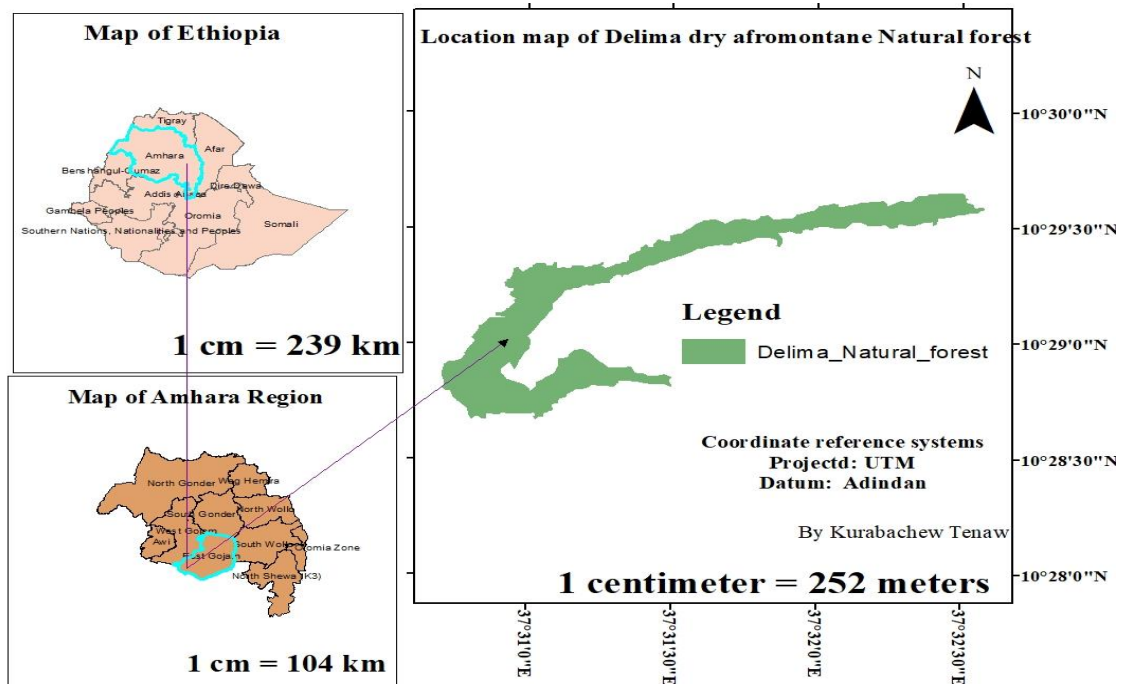 Map of Ethiopia
Tigray
Afar
Amhara
Benshangul-Gumaz
Dire Dawa
Addis Ababa
Gambela Peoples
Oromia
Somali
Southern Nations, Nationalities and Peoples
1 cm = 239 km
Map of Amhara Region
North Gonder
Wag Hemra
South Gonder
North Wollo
West Gojam
Awi
East Gojam
South Wollo
Oromia Zone
North Shewa (K3)
1 cm = 104 km
Location map of Delima dry afromontane Natural forest
N
10°30'0"N
10°29'30"N
10°29'0"N
10°28'30"N
10°28'0"N
Legend
Delima_Natural_forest
Coordinate reference systems
Projectd: UTM
Datum: Adindan
By Kurabachew Tenaw
1 centimeter = 252 meters
37°31'0"E
37°31'30"E
37°32'0"E
37°32'30"E